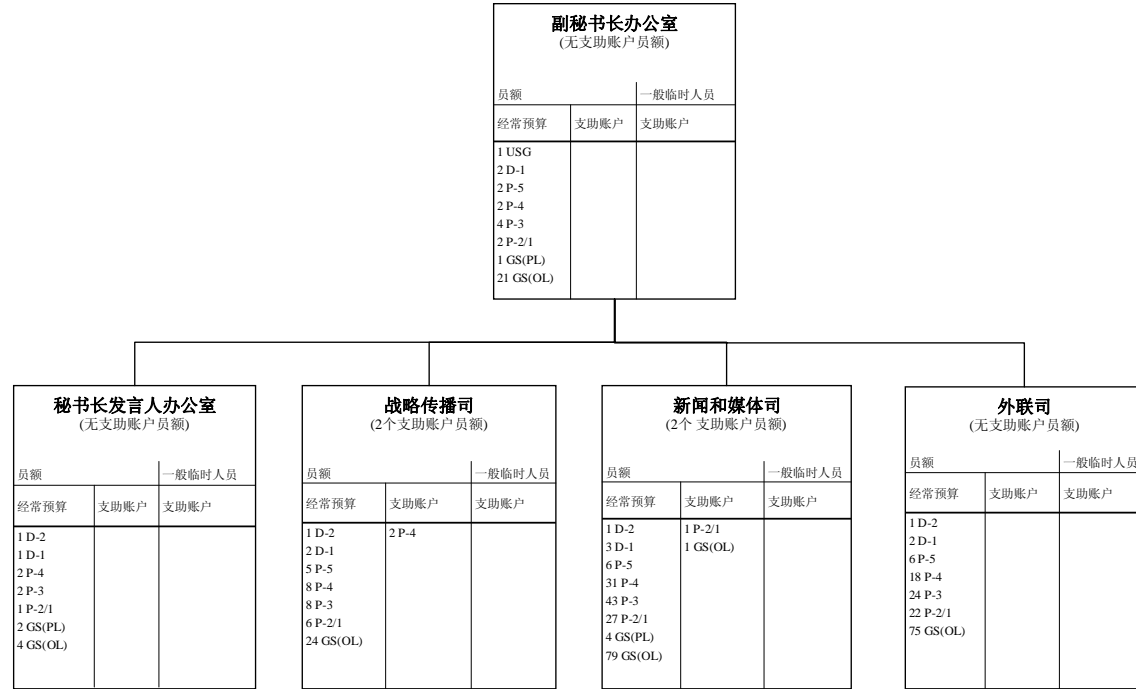 副秘书长办公室
(无支助账户员额)
员额 一般临时人员
经常预算 支助账户 支助账户
1 USG
2 D-1
2 P-5
2 P-4
4 P-3
2 P-2/1
1 GS(PL)
21 GS(OL)
秘书长发言人办公室
(无支助账户员额)
员额 一般临时人员
经常预算 支助账户 支助账户
1 D-2
1 D-1
2 P-4
2 P-3
1 P-2/1
2 GS(PL)
4 GS(OL)
战略传播司
(2个支助账户员额)
员额 一般临时人员
经常预算 支助账户 支助账户
1 D-2 2 P-4
2 D-1
5 P-5
8 P-4
8 P-3
6 P-2/1
24 GS(OL)
新闻和媒体司
(2个 支助账户员额)
员额 一般临时人员
经常预算 支助账户 支助账户
1 D-2 1 P-2/1
3 D-1 1 GS(OL)
6 P-5
31 P-4
43 P-3
27 P-2/1
4 GS(PL)
79 GS(OL)
外联司
(无支助账户员额)
员额 一般临时人员
经常预算 支助账户 支助账户
1 D-2
2 D-1
6 P-5
18 P-4
24 P-3
22 P-2/1
75 GS(OL)